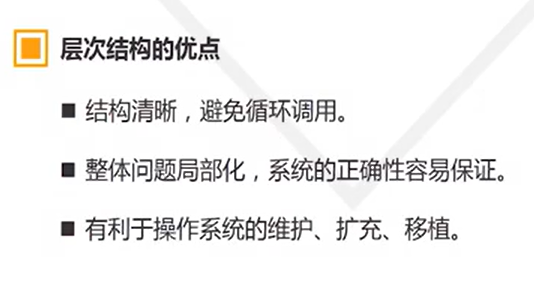 层次结构的优点
■ 结构清晰，避免循环调用。
■ 整体问题局部化，系统的正确性容易保证。
■ 有利于操作系统的维护、扩充、移植。